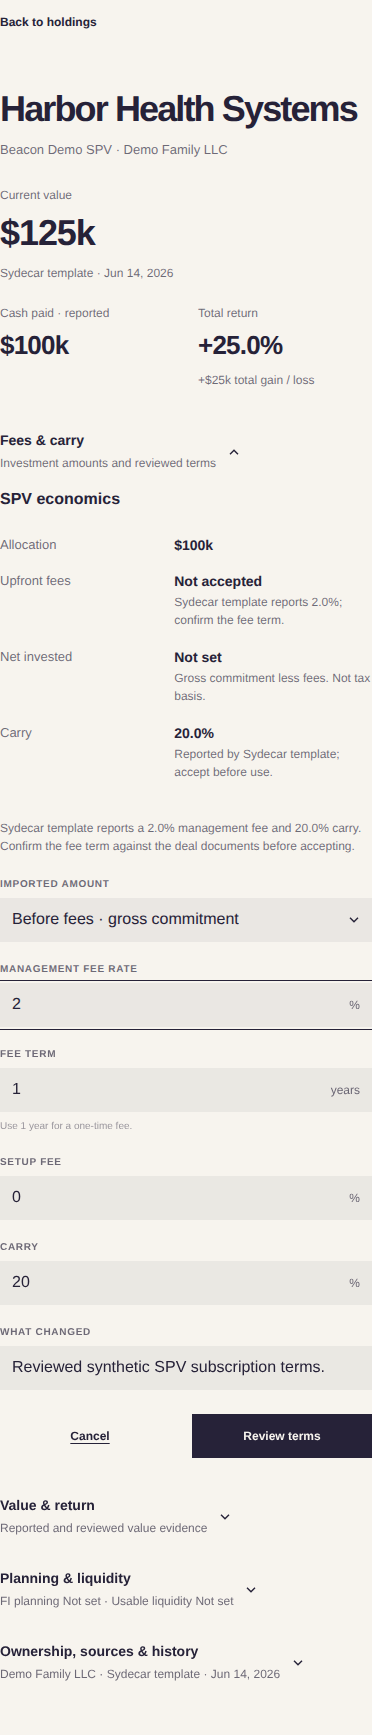 Back to holdings
Harbor Health Systems
Beacon Demo SPV · Demo Family LLC
Current value
$125k
Sydecar template · Jun 14, 2026
Cash paid · reported
Total return
$100k
+25.0%
+$25k total gain / loss
Fees & carry
Investment amounts and reviewed terms
SPV economics
Allocation
$100k
Upfront fees
Not accepted
Sydecar template reports 2.0%;
confirm the fee term.
Net invested
Not set
Gross commitment less fees. Not tax
basis.
Carry
20.0%
Reported by Sydecar template;
accept before use.
Sydecar template reports a 2.0% management fee and 20.0% carry.
Confirm the fee term against the deal documents before accepting.
IMPORTED AMOUNT
Before fees · gross commitment
MANAGEMENT FEE RATE
2 %
FEE TERM
1 years
Use 1 year for a one-time fee.
SETUP FEE
0 %
CARRY
20 %
WHAT CHANGED
Reviewed synthetic SPV subscription terms.
Cancel
Review terms
Value & return
Reported and reviewed value evidence
Planning & liquidity
FI planning Not set · Usable liquidity Not set
Ownership, sources & history
Demo Family LLC · Sydecar template · Jun 14, 2026